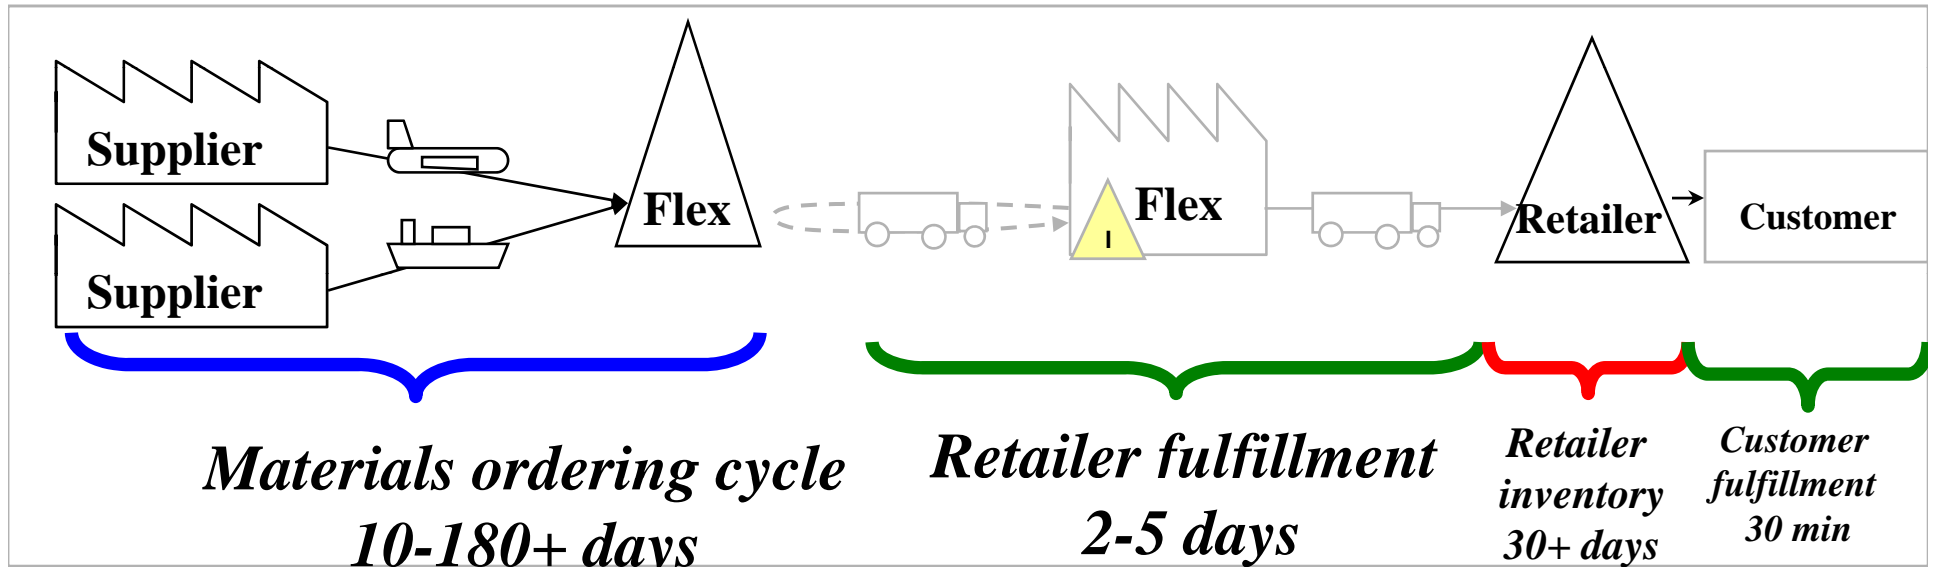 Supplier
Supplier
Flex
Flex
I
Retailer
Customer
Materials ordering cycle
10-180+ days
Retailer fulfillment
2-5 days
Retailer
inventory
30+ days
Customer
fulfillment
30 min